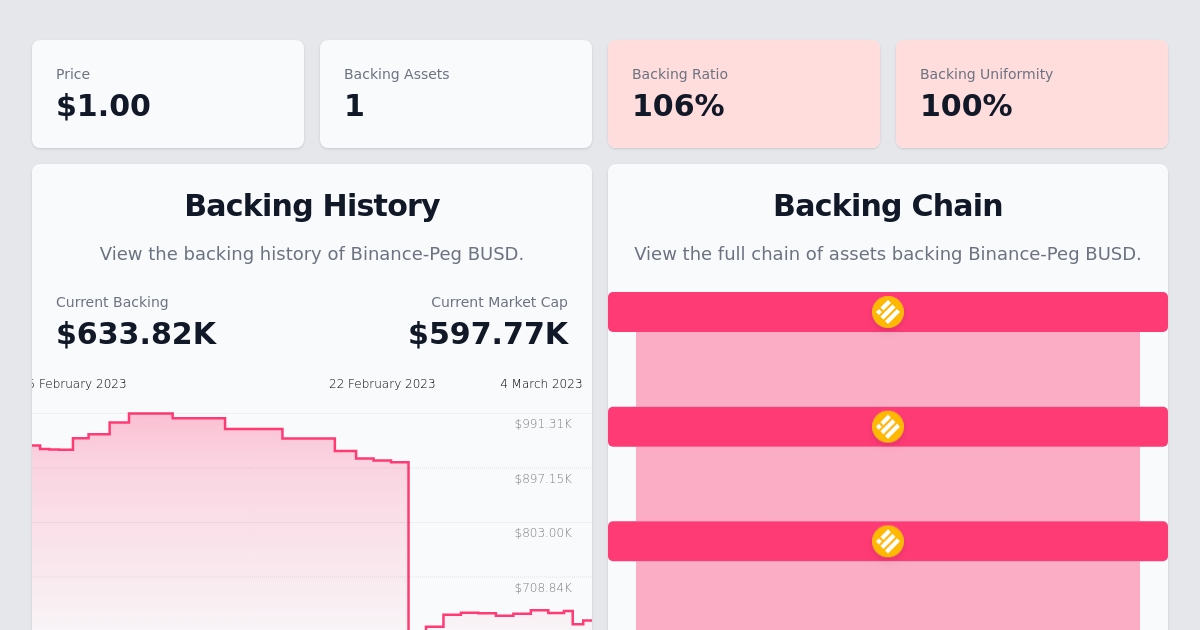 Price
$1.00
Backing Assets
1
Backing Ratio
106%
Backing Uniformity
100%
Backing History
View the backing history of Binance-Peg BUSD.
Current Backing
$633.82K
Current Market Cap
$597.77K
February 2023
22 February 2023
4 March 2023
$991.31K
$897.15K
$803.00K
$708.84K
Backing Chain
View the full chain of assets backing Binance-Peg BUSD.